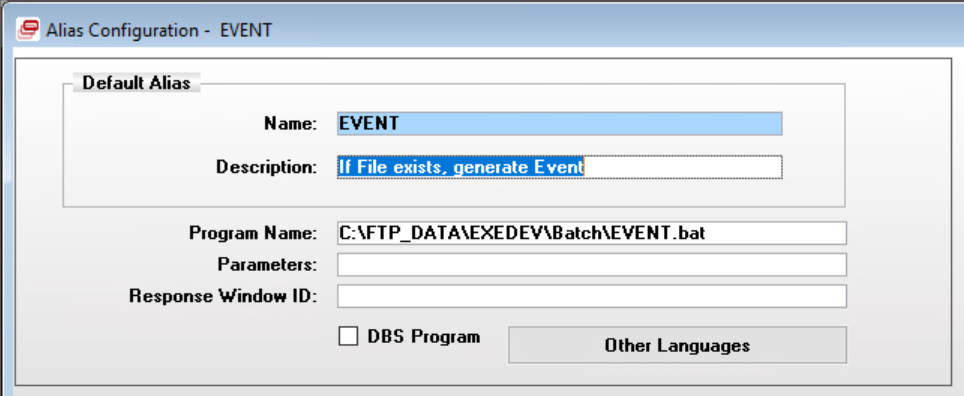 Alias Configuration - EVENT
Default Alias
Name: EVENT
Description: If File exists, generate Event
Program Name: C:\FTP_DATA\EXEDEV\Batch\EVENT.bat
Parameters:
Response Window ID:
DBS Program Other Languages